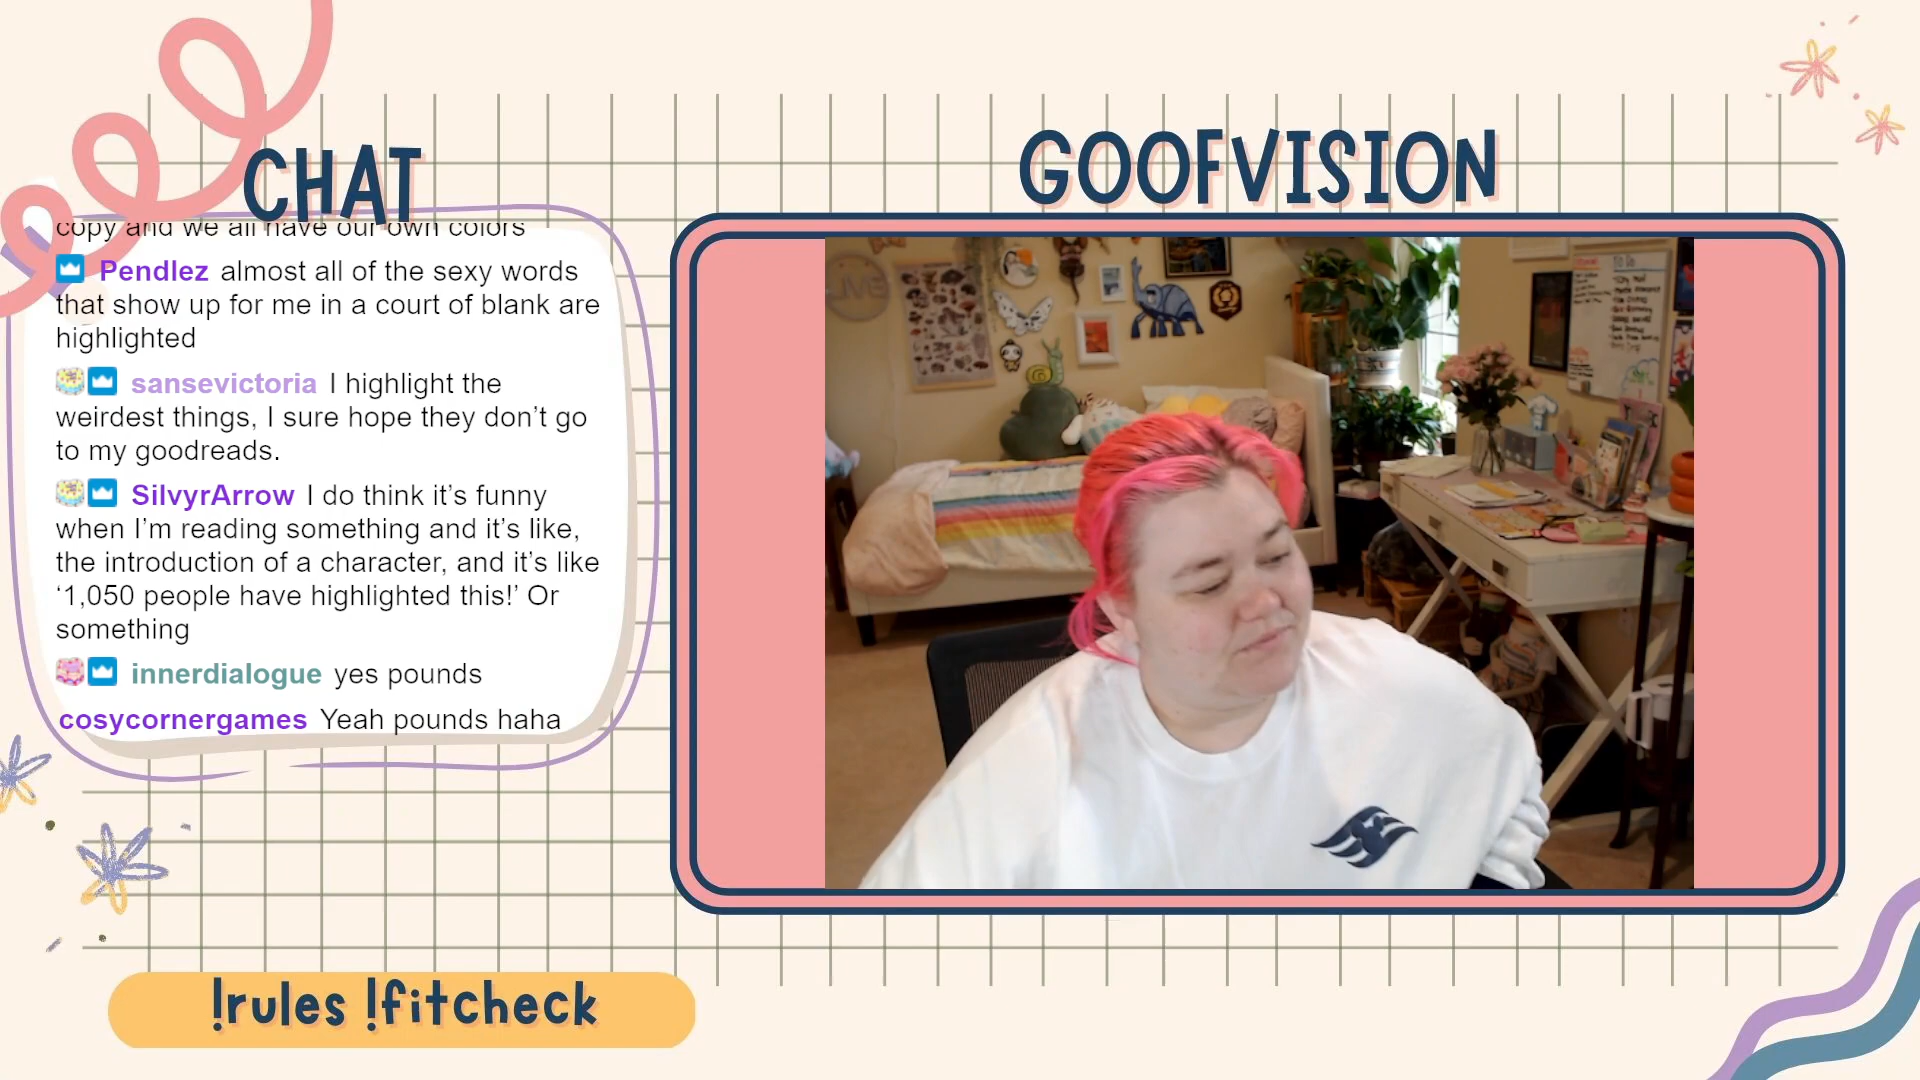 CHAT
GOOFVISION
copy and we all have our own colors
Pendlez almost all of the sexy words
that show up for me in a court of blank are
highlighted
sansevictoria I highlight the
weirdest things, I sure hope they don’t go
to my goodreads.
SilvyrArrow I do think it’s funny
when I’m reading something and it’s like,
the introduction of a character, and it’s like
‘1,050 people have highlighted this!’ Or
something
innerdialogue yes pounds
cosycornergames Yeah pounds haha
LIVE
To Do
!rules !fitcheck